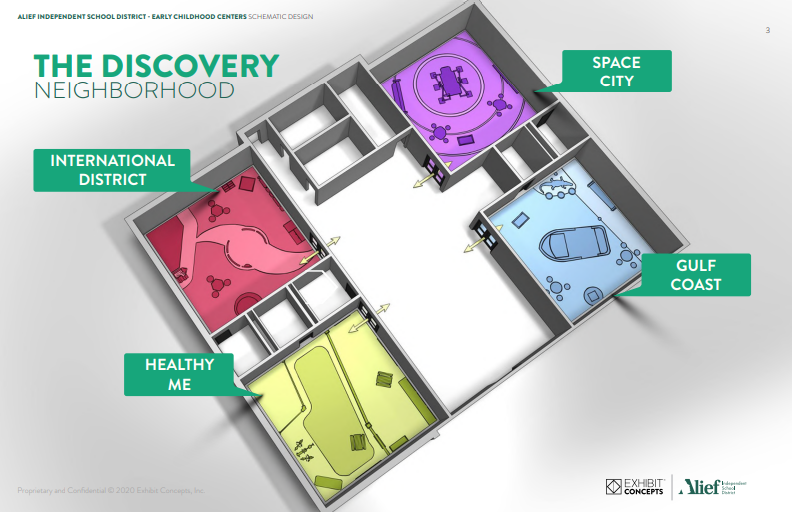 ALIEF INDEPENDENT SCHOOL DISTRICT - EARLY CHILDHOOD CENTERS SCHEMATIC DESIGN
3
THE DISCOVERY
NEIGHBORHOOD
SPACE
CITY
INTERNATIONAL
DISTRICT
GULF
COAST
HEALTHY
ME
Proprietary and Confidential © 2020 Exhibit Concepts, Inc.
EXHIBIT
CONCEPTS
Alief
Independent
School
District